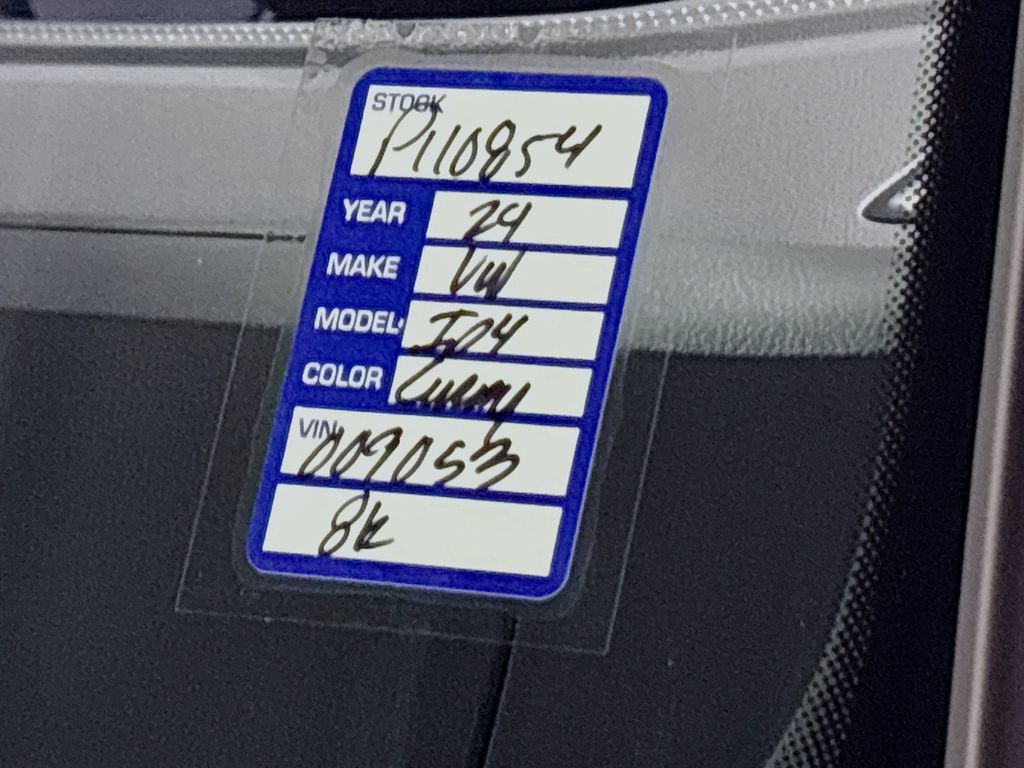 STOCK
P110854
YEAR 24
MAKE VW
MODEL ID4
COLOR
VIN
009053
8k